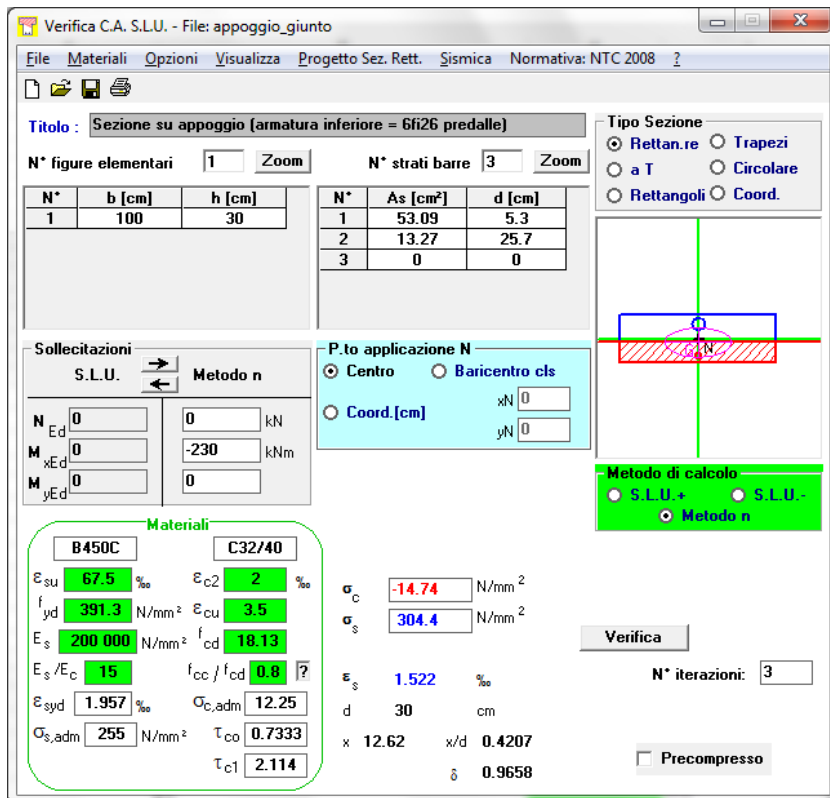 Verifica C.A. S.L.U. - File: appoggio_giunto
File Materiali Opzioni Visualizza Progetto Sez. Rett. Sismica Normativa: NTC 2008 ?
Titolo : Sezione su appoggio (armatura inferiore = 6fi26 predalle)
N* figure elementari 1 Zoom
N* strati barre 3 Zoom
N* b [cm] h [cm]
1 100 30
N* As [cm²] d [cm]
1 53.09 5.3
2 13.27 25.7
3 0 0
Tipo Sezione
Rettan.re Trapezi
a T Circolare
Rettangoli Coord.
N
Sollecitazioni
S.L.U. Metodo n
N Ed 0 0 kN
M xEd 0 -230 kNm
M yEd 0 0
P.to applicazione N
Centro Baricentro cls
Coord.[cm] xN 0
yN 0
Metodo di calcolo
S.L.U.+ S.L.U.-
Metodo n
Materiali
B450C C32/40
εsu 67.5 ‰ εc2 2 ‰
fyd 391.3 N/mm² εcu 3.5
Es 200 000 N/mm² fcd 18.13
Es /Ec 15 fcc / fcd 0.8 ?
εsyd 1.957 ‰ σc,adm 12.25
σs,adm 255 N/mm² τco 0.7333
τc1 2.114
σc -14.74 N/mm²
σs 304.4 N/mm²
εs 1.522 ‰
d 30 cm
x 12.62 x/d 0.4207
δ 0.9658
Verifica
N* iterazioni: 3
Precompresso